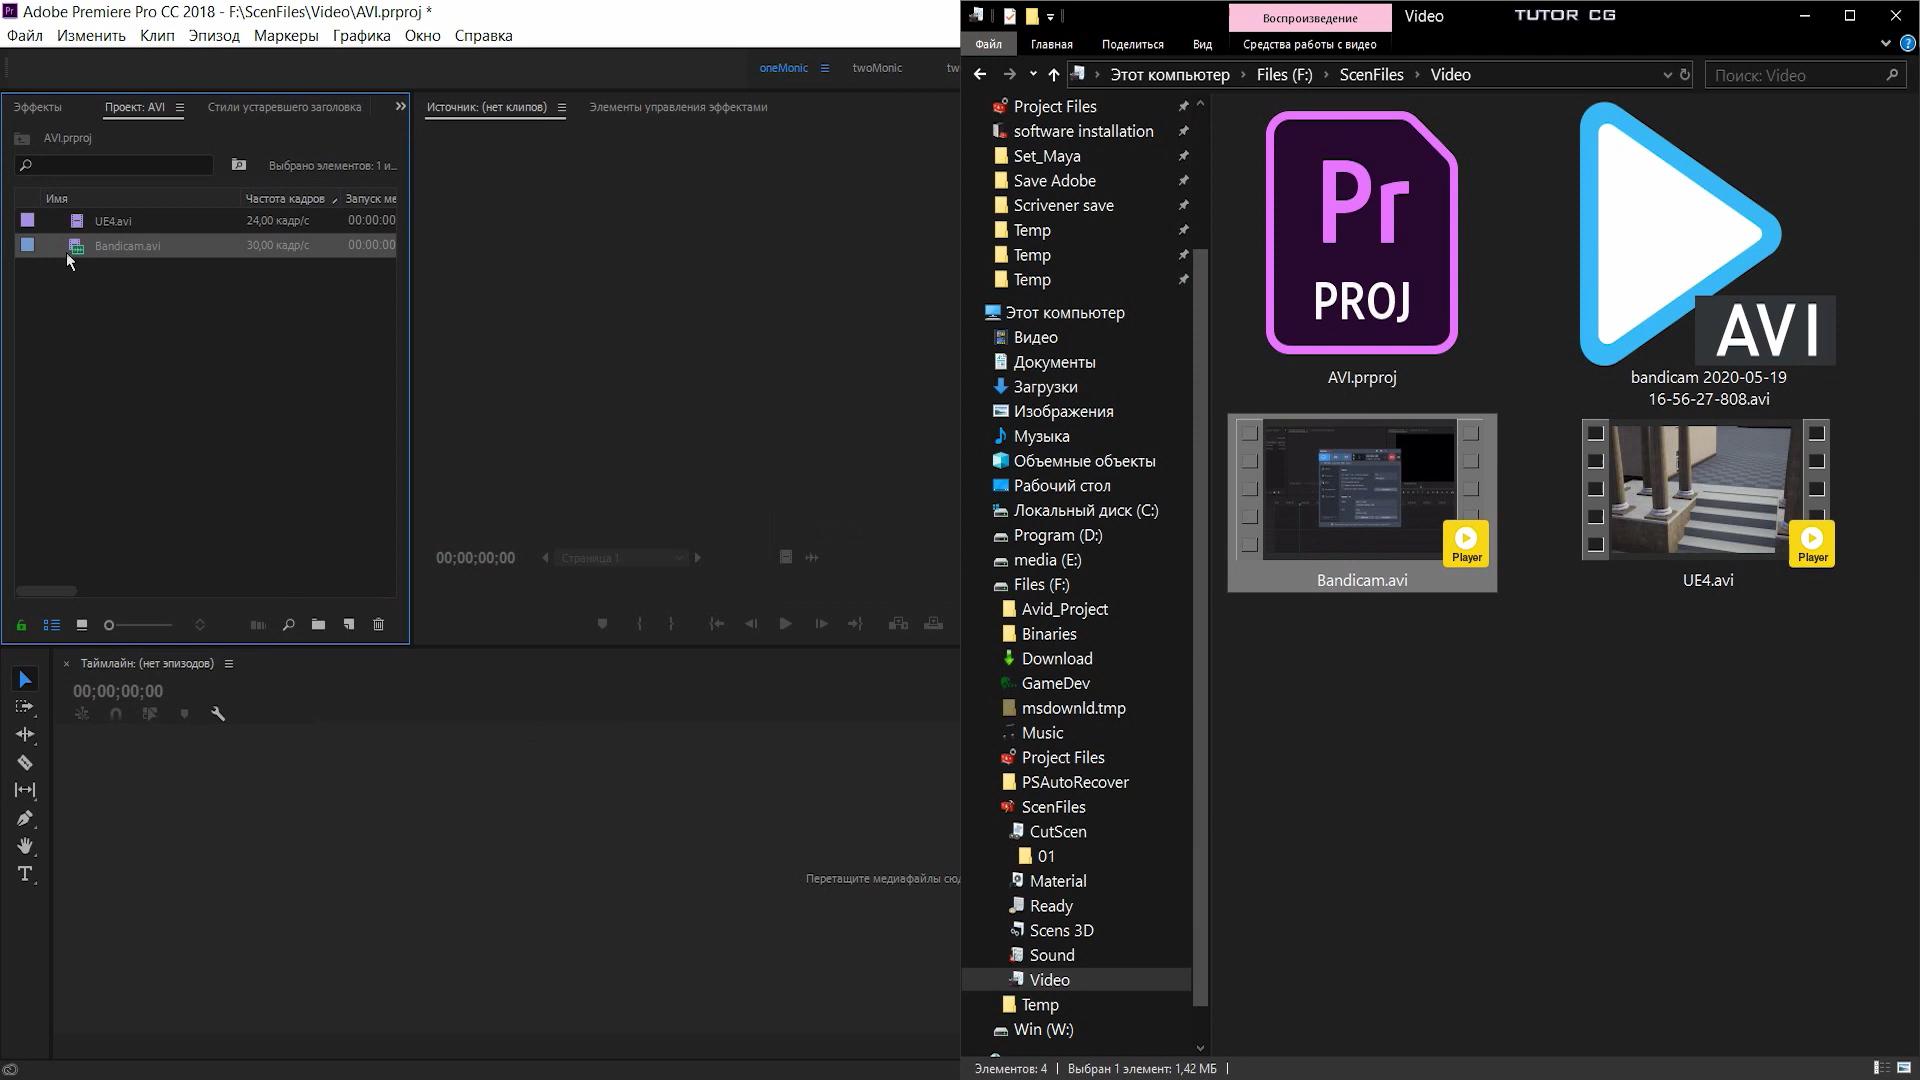 Adobe Premiere Pro CC 2018 - F:\ScenFiles\Video\AVI.prproj *
Файл Изменить Клип Эпизод Маркеры Графика Окно Справка
oneMonic twoMonic tw
Эффекты Проект: AVI Стили устаревшего заголовка
AVI.prproj
Выбрано элементов: 1 и...
Имя Частота кадров Запуск ме
UE4.avi 24,00 кадр/с 00:00:00
Bandicam.avi 30,00 кадр/с 00:00:00
Источник: (нет клипов) Элементы управления эффектами
00;00;00;00 Страница 1
Таймлайн: (нет эпизодов)
00;00;00;00
Перетащите медиафайлы сюд
Воспроизведение Video TUTOR CG
Файл Главная Поделиться Вид Средства работы с видео
Этот компьютер Files (F:) ScenFiles Video
Поиск: Video
Project Files
software installation
Set_Maya
Save Adobe
Scrivener save
Temp
Temp
Temp
Этот компьютер
Видео
Документы
Загрузки
Изображения
Музыка
Объемные объекты
Рабочий стол
Локальный диск (C:)
Program (D:)
media (E:)
Files (F:)
Avid_Project
Binaries
Download
GameDev
msdownld.tmp
Music
Project Files
PSAutoRecover
ScenFiles
CutScen
01
Material
Ready
Scens 3D
Sound
Video
Temp
Win (W:)
Pr
PROJ
AVI.prproj
AVI
bandicam 2020-05-19
16-56-27-808.avi
Player
Bandicam.avi
Player
UE4.avi
Элементов: 4 Выбран 1 элемент: 1,42 МБ